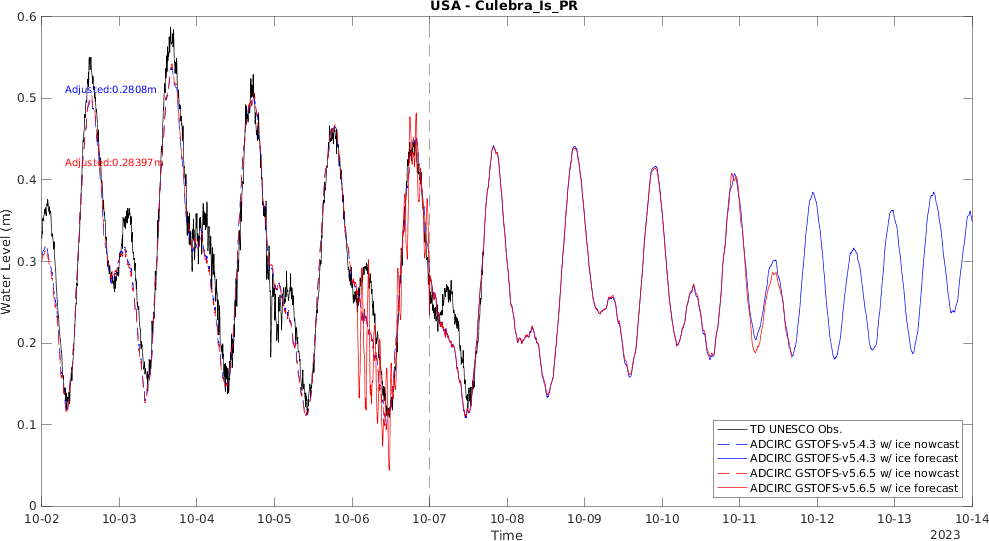 USA - Culebra_Is_PR
0.6
0.5
0.4
0.3
0.2
0.1
0
Water Level (m)
Adjusted:0.2808m
Adjusted:0.28397m
TD UNESCO Obs.
ADCIRC GSTOFS-v5.4.3 w/ ice nowcast
ADCIRC GSTOFS-v5.4.3 w/ ice forecast
ADCIRC GSTOFS-v5.6.5 w/ ice nowcast
ADCIRC GSTOFS-v5.6.5 w/ ice forecast
10-02 10-03 10-04 10-05 10-06 10-07 10-08 10-09 10-10 10-11 10-12 10-13 10-14
Time
2023